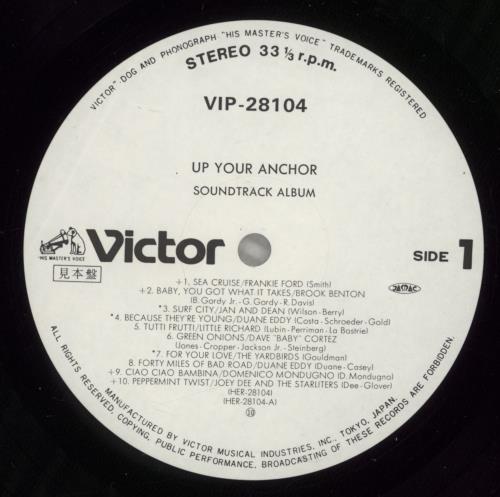 VICTOR" -DOG AND PHONOGRAPH "HIS MASTER'S VOICE" TRADEMARKS REGISTERED
STEREO 33 ⅓ r.p.m.
VIP-28104
UP YOUR ANCHOR
SOUNDTRACK ALBUM
"HIS MASTER'S VOICE"
Victor
見本盤
SIDE 1
JASRAC
+1. SEA CRUISE/FRANKIE FORD (Smith)
+2. BABY, YOU GOT WHAT IT TAKES/BROOK BENTON
(B. Gordy Jr.- G. Gordy- R. Davis)
*3. SURF CITY/JAN AND DEAN (Wilson-Berry)
*4. BECAUSE THEY'RE YOUNG/DUANE EDDY (Costa- Schroeder-Gold)
5. TUTTI FRUTTI/LITTLE RICHARD (Lubin- Perriman- La Bostrie)
6. GREEN ONIONS/DAVE "BABY" CORTEZ
(Jones- Cropper- Jackson Jr.- Steinberg)
*7. FOR YOUR LOVE/THE YARDBIRDS (Gouldman)
8. FORTY MILES OF BAD ROAD/DUANE EDDY (Duane-Casey)
+9. CIAO CIAO BAMBINA/DOMENICO MONDUGNO (D. Mondugno)
+10. PEPPERMINT TWIST/JOEY DEE AND THE STARLITERS (Dee-Glover)
(HER-28104)
(HER-28104-A)
⑩
ALL RIGHTS RESERVED, COPYING, PUBLIC PERFORMANCE, BROADCASTING OF THESE RECORDS ARE FORBIDDEN.
MANUFACTURED BY VICTOR MUSICAL INDUSTRIES, INC., TOKYO, JAPAN.